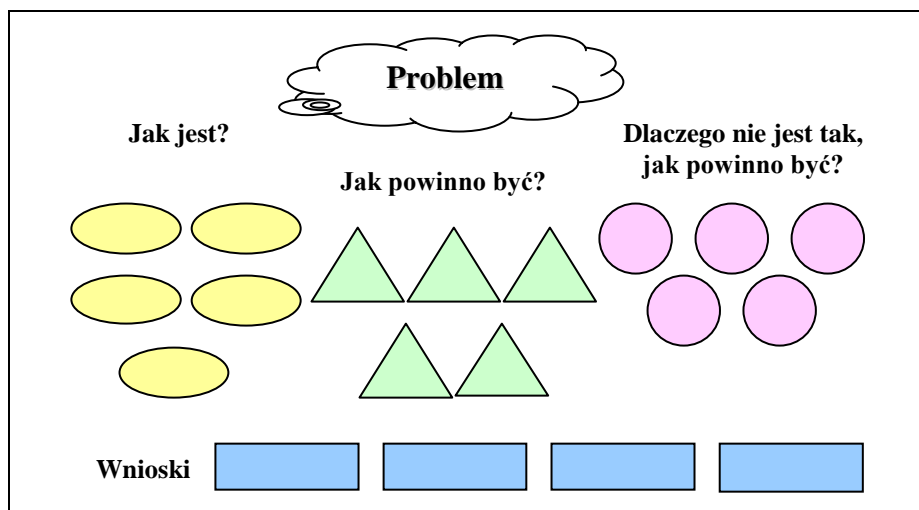 Problem
Jak jest?
Jak powinno być?
Dlaczego nie jest tak,
jak powinno być?
Wnioski